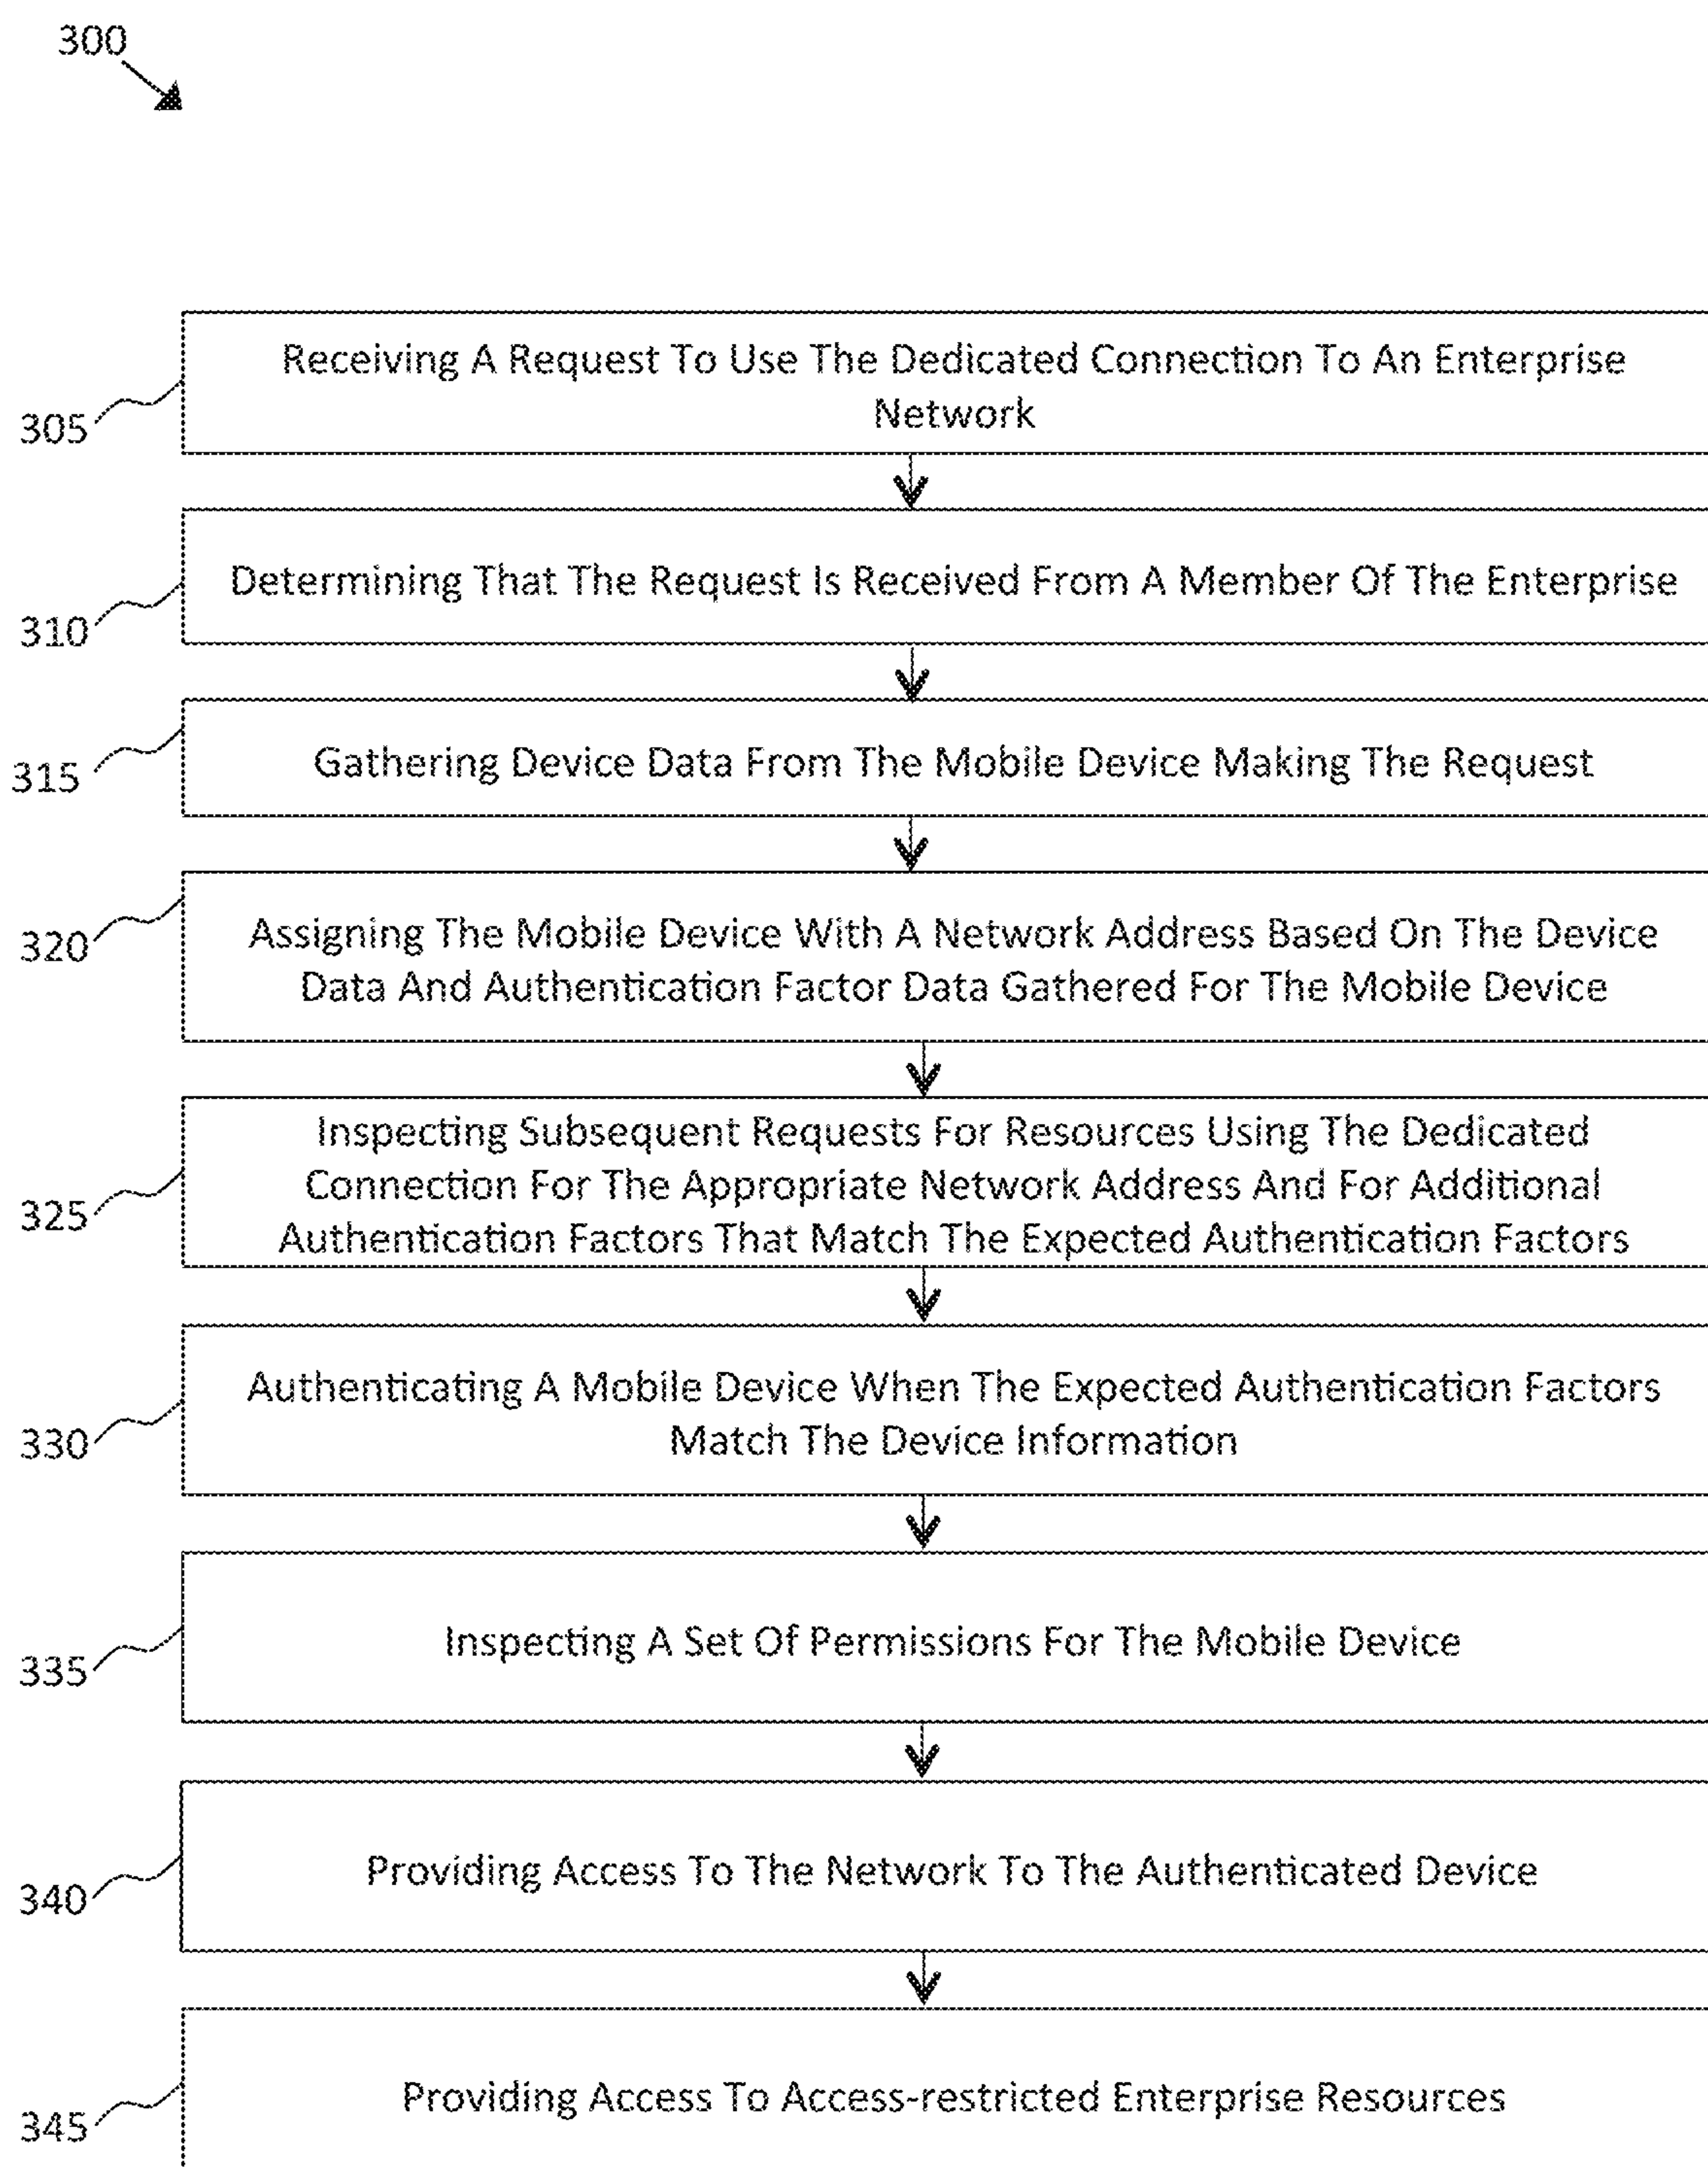 300
Receiving A Request To Use The Dedicated Connection To An Enterprise
Network
305
Determining That The Request Is Received From A Member Of The Enterprise
310
Gathering Device Data From The Mobile Device Making The Request
315
Assigning The Mobile Device With A Network Address Based On The Device
Data And Authentication Factor Data Gathered For The Mobile Device
320
Inspecting Subsequent Requests For Resources Using The Dedicated
Connection For The Appropriate Network Address And For Additional
Authentication Factors That Match The Expected Authentication Factors
325
Authenticating A Mobile Device When The Expected Authentication Factors
Match The Device Information
330
Inspecting A Set Of Permissions For The Mobile Device
335
Providing Access To The Network To The Authenticated Device
340
Providing Access To Access-restricted Enterprise Resources
345